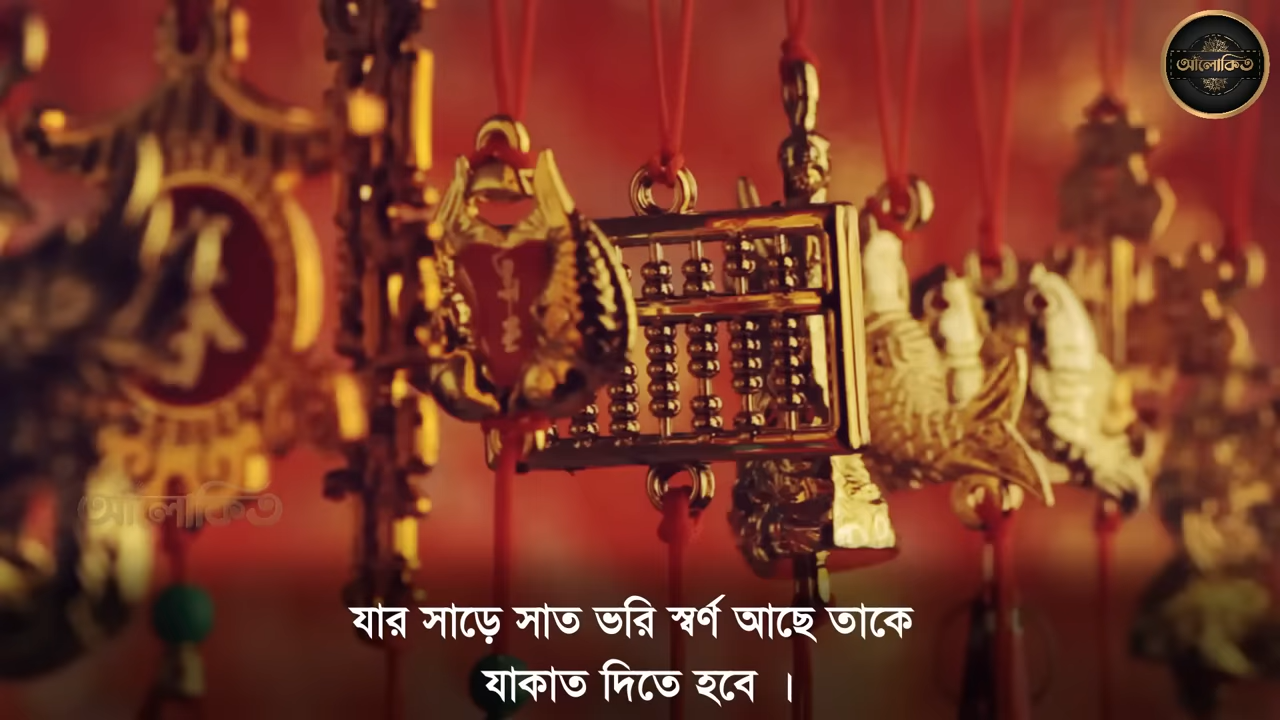 আলোকিত
আলোকিত
যার সাড়ে সাত ভরি স্বর্ণ আছে তাকে
যাকাত দিতে হবে ।